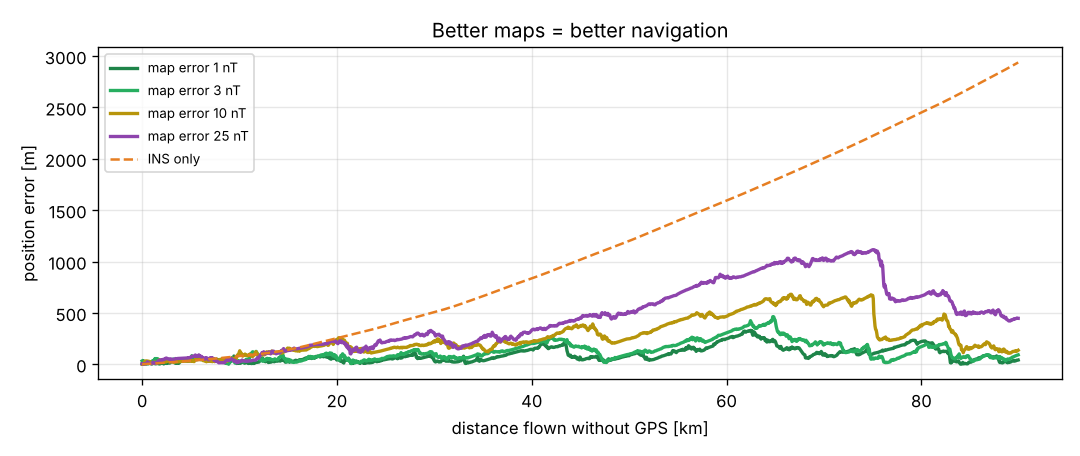 Better maps = better navigation
map error 1 nT
map error 3 nT
map error 10 nT
map error 25 nT
INS only
position error [m]
3000
2500
2000
1500
1000
500
0
0 20 40 60 80
distance flown without GPS [km]